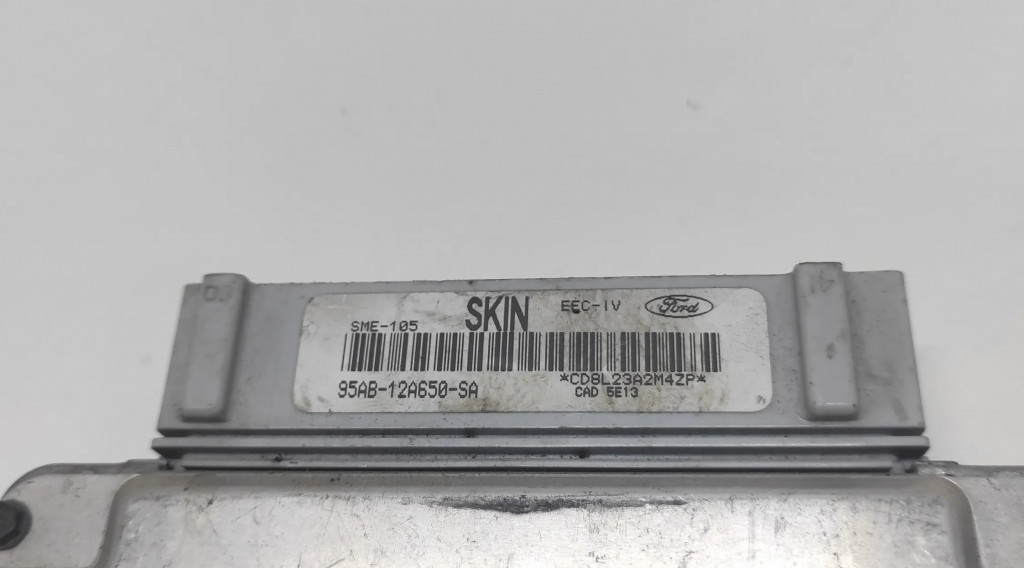 SKIN
EEC-IV
Ford
SME-105
95AB-12A650-SA
*CD8L23A2M4ZP*
CAD 5E13